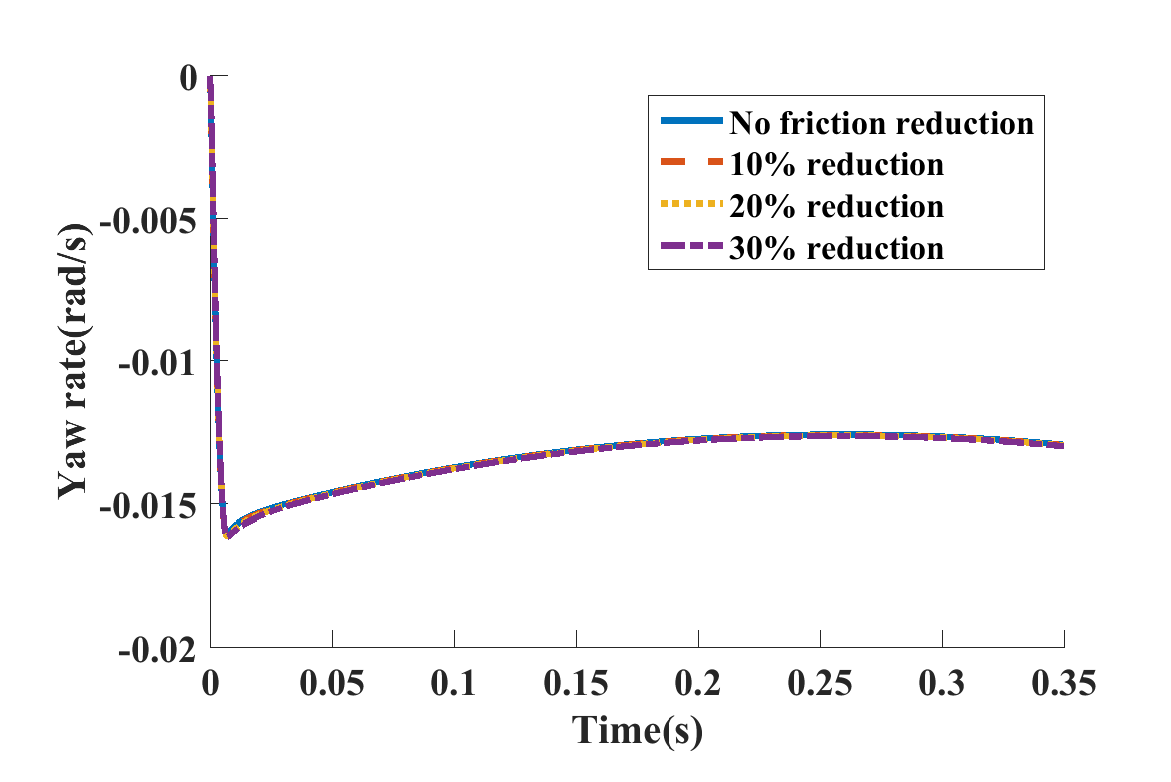 0
-0.005
-0.01
-0.015
-0.02
Yaw rate(rad/s)
No friction reduction
10% reduction
20% reduction
30% reduction
0 0.05 0.1 0.15 0.2 0.25 0.3 0.35
Time(s)